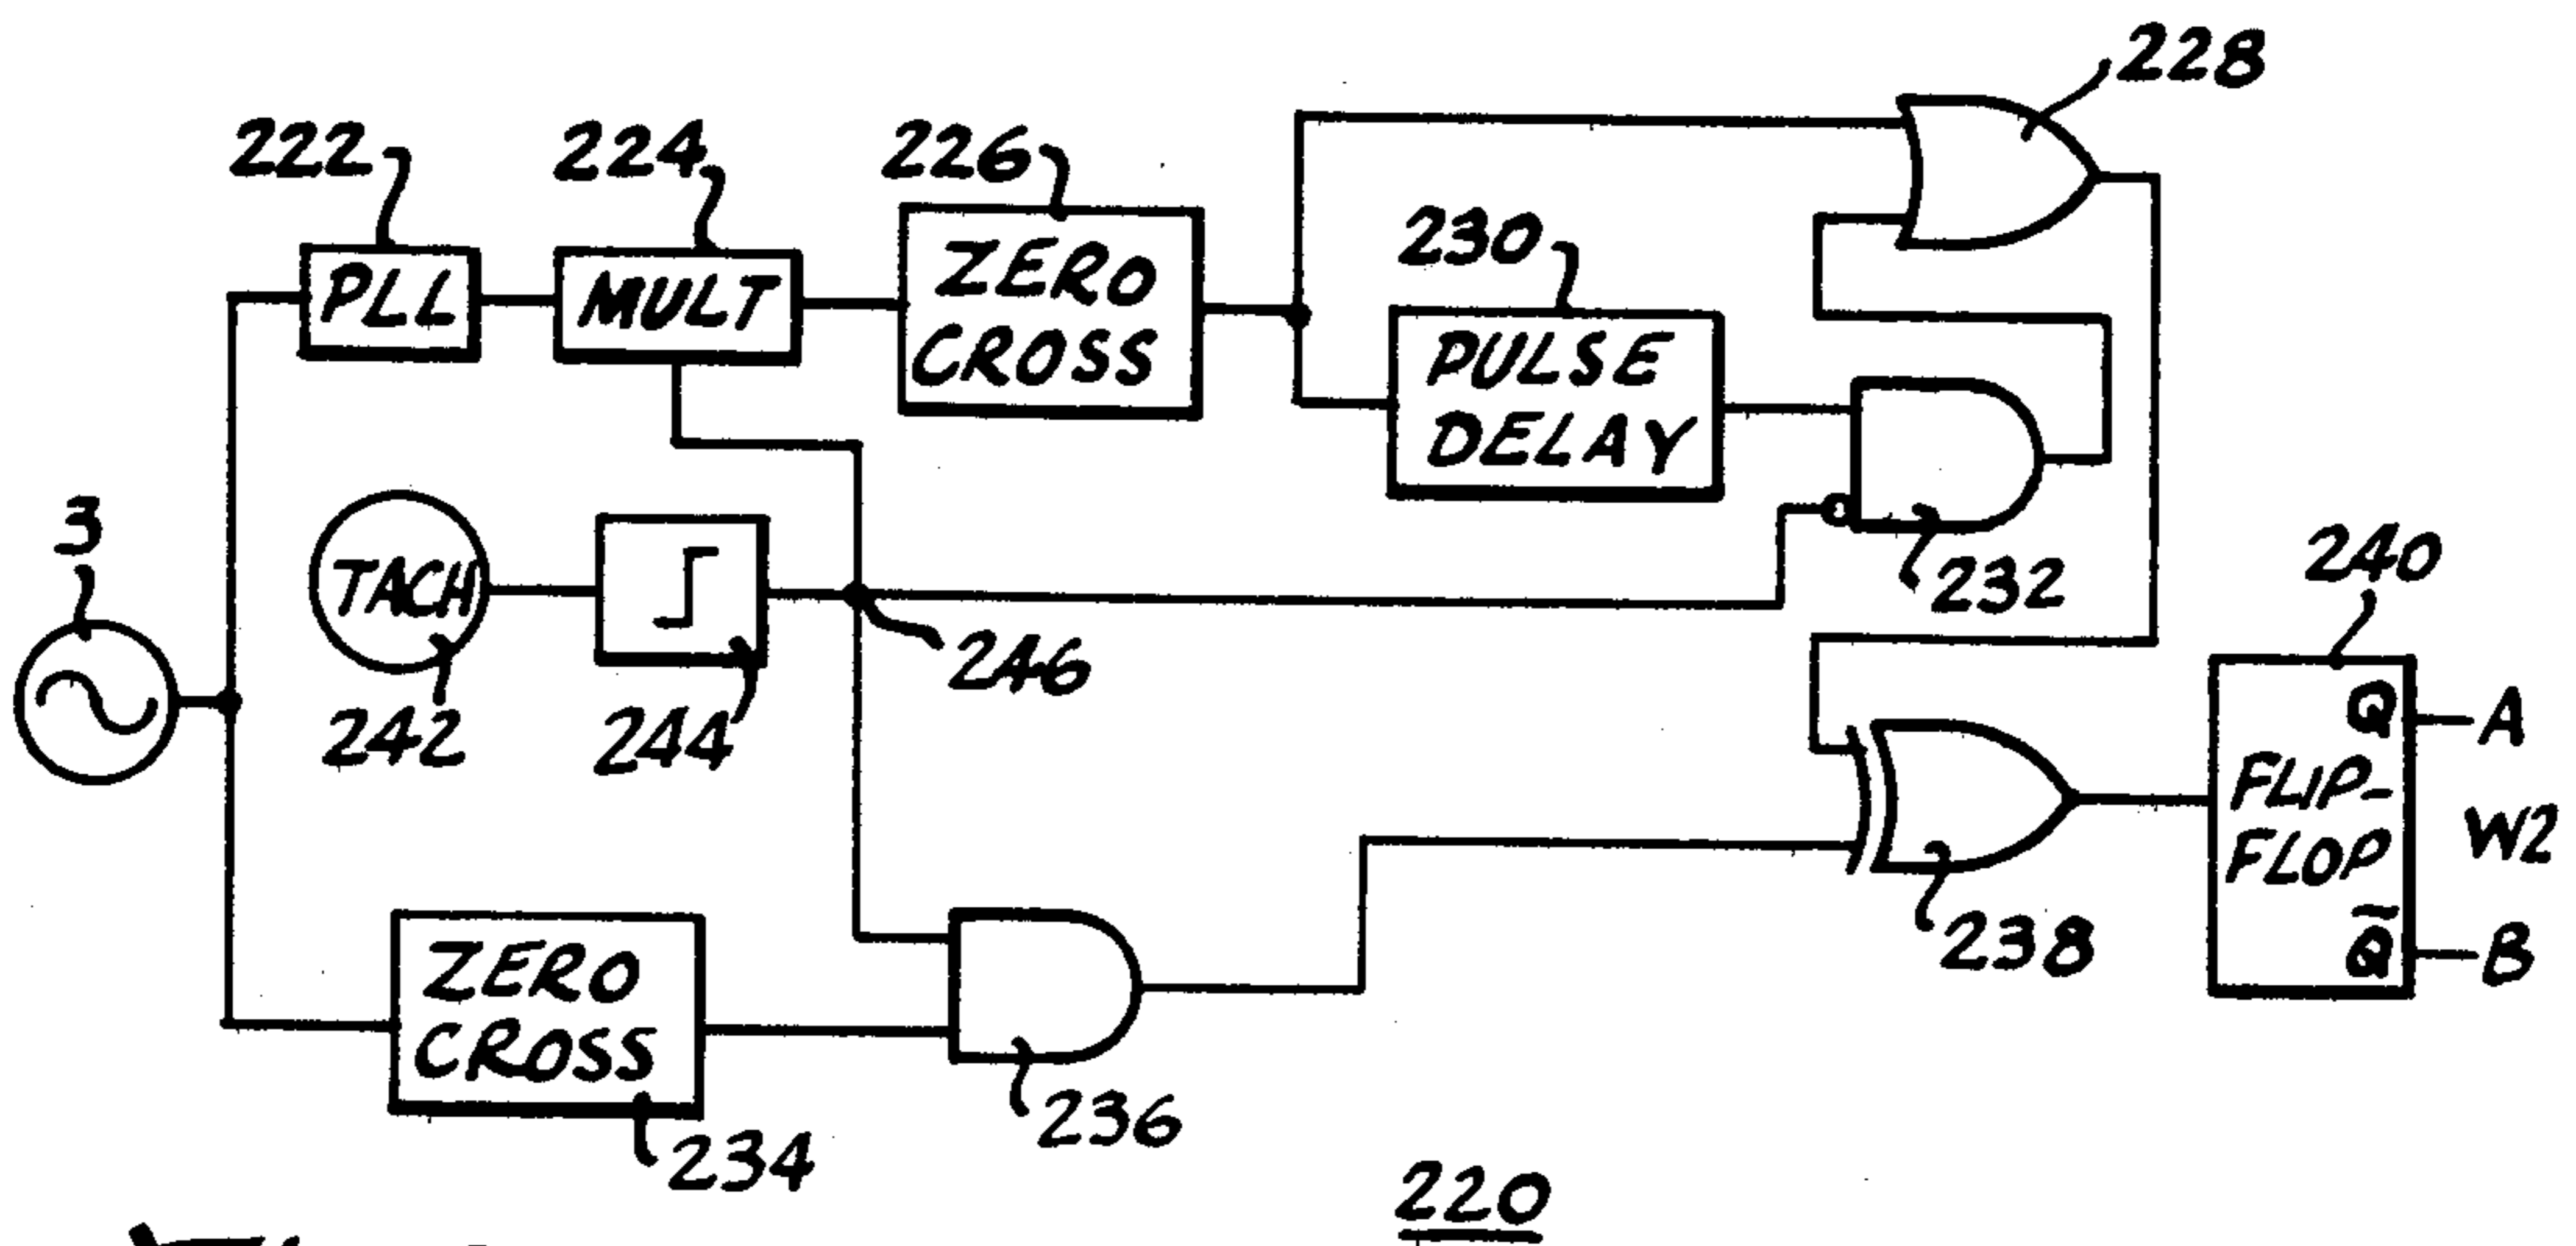 228
222
224
226
ZERO
CROSS
230
PLL
MULT
PULSE
DELAY
3
TACH
232
240
246
242
244
Q
A
FLIP-
FLOP
W2
Q̅
B
238
ZERO
CROSS
236
234
220